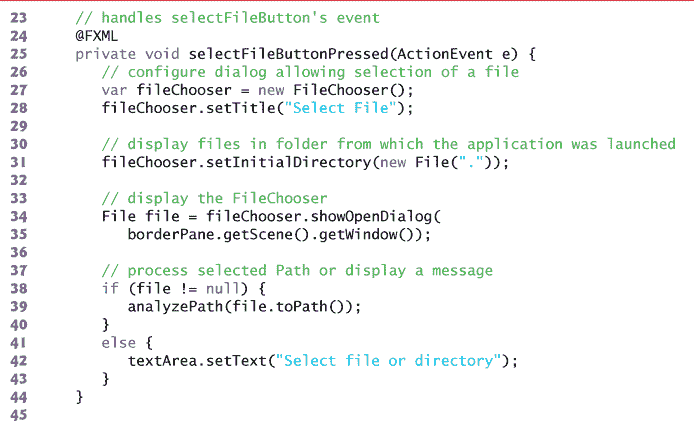 23 // handles selectFileButton's event
24 @FXML
25 private void selectFileButtonPressed(ActionEvent e) {
26 // configure dialog allowing selection of a file
27 var fileChooser = new FileChooser();
28 fileChooser.setTitle("Select File");
29
30 // display files in folder from which the application was launched
31 fileChooser.setInitialDirectory(new File("."));
32
33 // display the FileChooser
34 File file = fileChooser.showOpenDialog(
35 borderPane.getScene().getWindow());
36
37 // process selected Path or display a message
38 if (file != null) {
39 analyzePath(file.toPath());
40 }
41 else {
42 textArea.setText("Select file or directory");
43 }
44 }
45